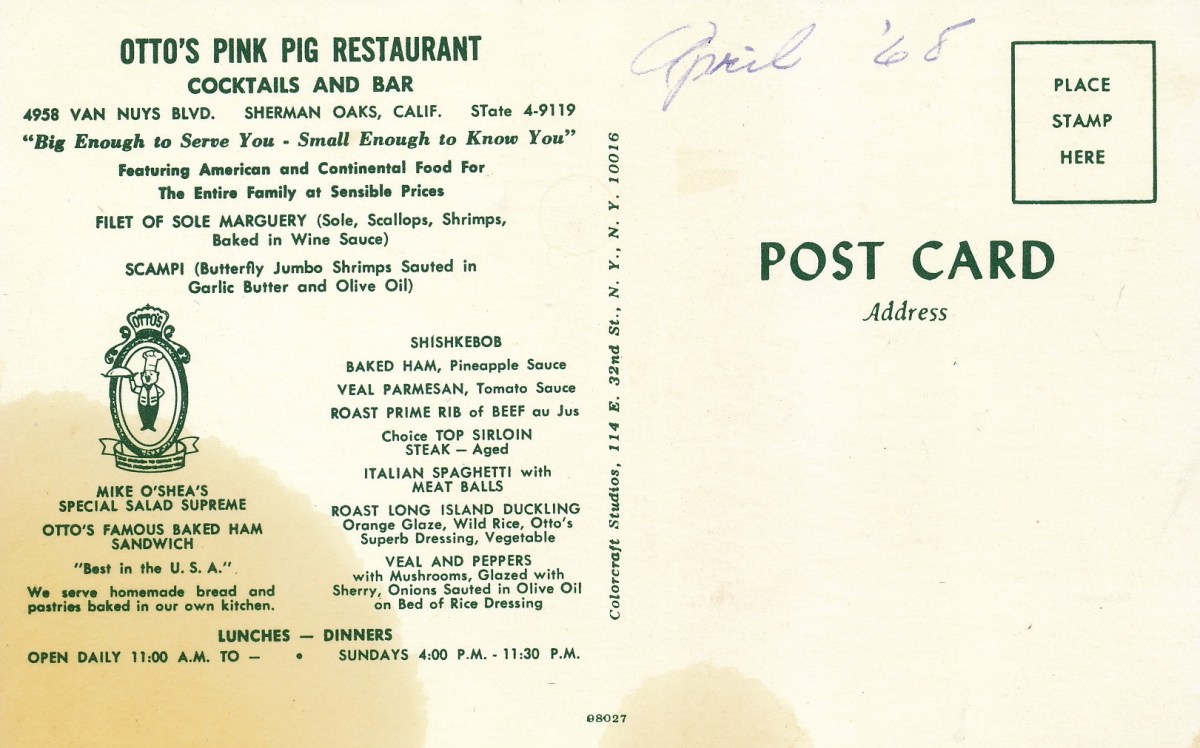 OTTO'S PINK PIG RESTAURANT
COCKTAILS AND BAR
4958 VAN NUYS BLVD. SHERMAN OAKS, CALIF. STate 4-9119
"Big Enough to Serve You - Small Enough to Know You"
Featuring American and Continental Food For
The Entire Family at Sensible Prices
FILET OF SOLE MARGUERY (Sole, Scallops, Shrimps,
Baked in Wine Sauce)
SCAMPI (Butterfly Jumbo Shrimps Sauted in
Garlic Butter and Olive Oil)
OTTO'S
MIKE O'SHEA'S
SPECIAL SALAD SUPREME
OTTO'S FAMOUS BAKED HAM
SANDWICH
"Best in the U. S. A."
We serve homemade bread and
pastries baked in our own kitchen.
SHISHKEBOB
BAKED HAM, Pineapple Sauce
VEAL PARMESAN, Tomato Sauce
ROAST PRIME RIB of BEEF au Jus
Choice TOP SIRLOIN
STEAK – Aged
ITALIAN SPAGHETTI with
MEAT BALLS
ROAST LONG ISLAND DUCKLING
Orange Glaze, Wild Rice, Otto's
Superb Dressing, Vegetable
VEAL AND PEPPERS
with Mushrooms, Glazed with
Sherry, Onions Sauted in Olive Oil
on Bed of Rice Dressing
LUNCHES — DINNERS
OPEN DAILY 11:00 A.M. TO — • SUNDAYS 4:00 P.M. - 11:30 P.M.
Colorcraft Studios, 114 E. 32nd St., N. Y., N. Y. 10016
98027
April '68
PLACE
STAMP
HERE
POST CARD
Address